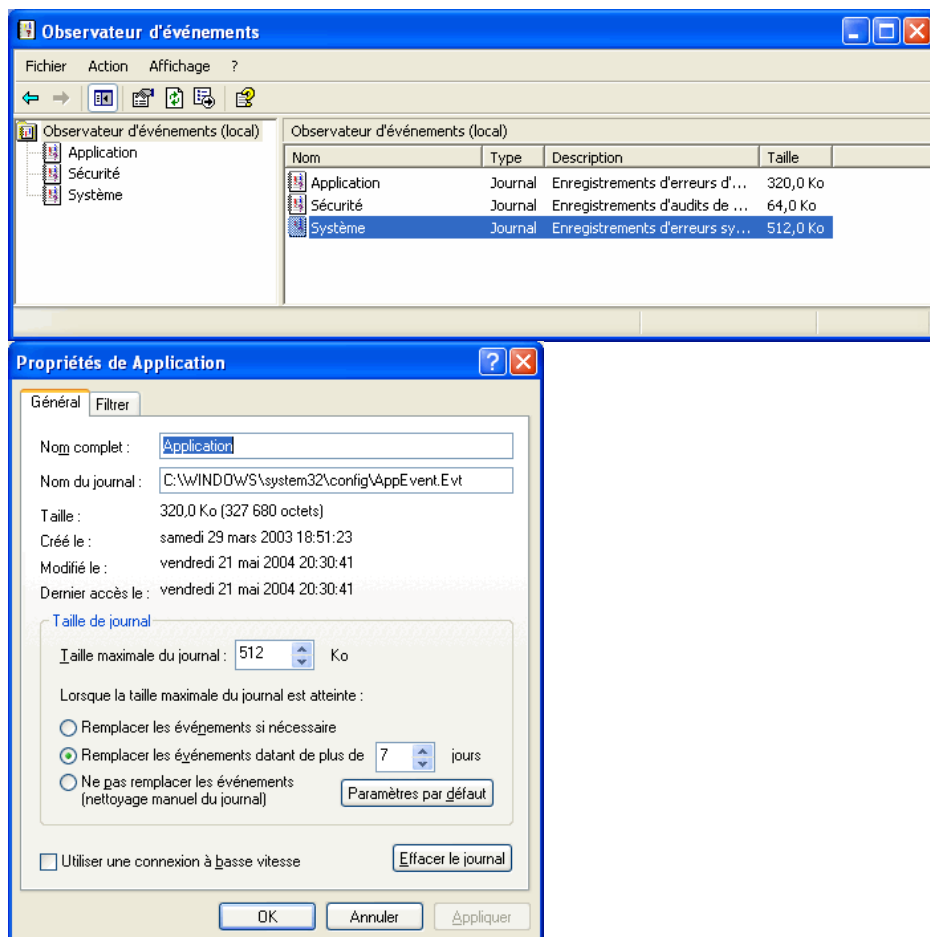 Observateur d'événements
Fichier Action Affichage ?
Observateur d'événements (local)
Application
Sécurité
Système
Observateur d'événements (local)
Nom Type Description Taille
Application Journal Enregistrements d'erreurs d'... 320,0 Ko
Sécurité Journal Enregistrements d'audits de ... 64,0 Ko
Système Journal Enregistrements d'erreurs sy... 512,0 Ko
Propriétés de Application
Général Filtrer
Nom complet : Application
Nom du journal : C:\WINDOWS\system32\config\AppEvent.Evt
Taille : 320,0 Ko (327 680 octets)
Créé le : samedi 29 mars 2003 18:51:23
Modifié le : vendredi 21 mai 2004 20:30:41
Dernier accès le : vendredi 21 mai 2004 20:30:41
Taille de journal
Taille maximale du journal : 512 Ko
Lorsque la taille maximale du journal est atteinte :
Remplacer les événements si nécessaire
Remplacer les événements datant de plus de 7 jours
Ne pas remplacer les événements
(nettoyage manuel du journal)
Paramètres par défaut
Utiliser une connexion à basse vitesse
Effacer le journal
OK Annuler Appliquer